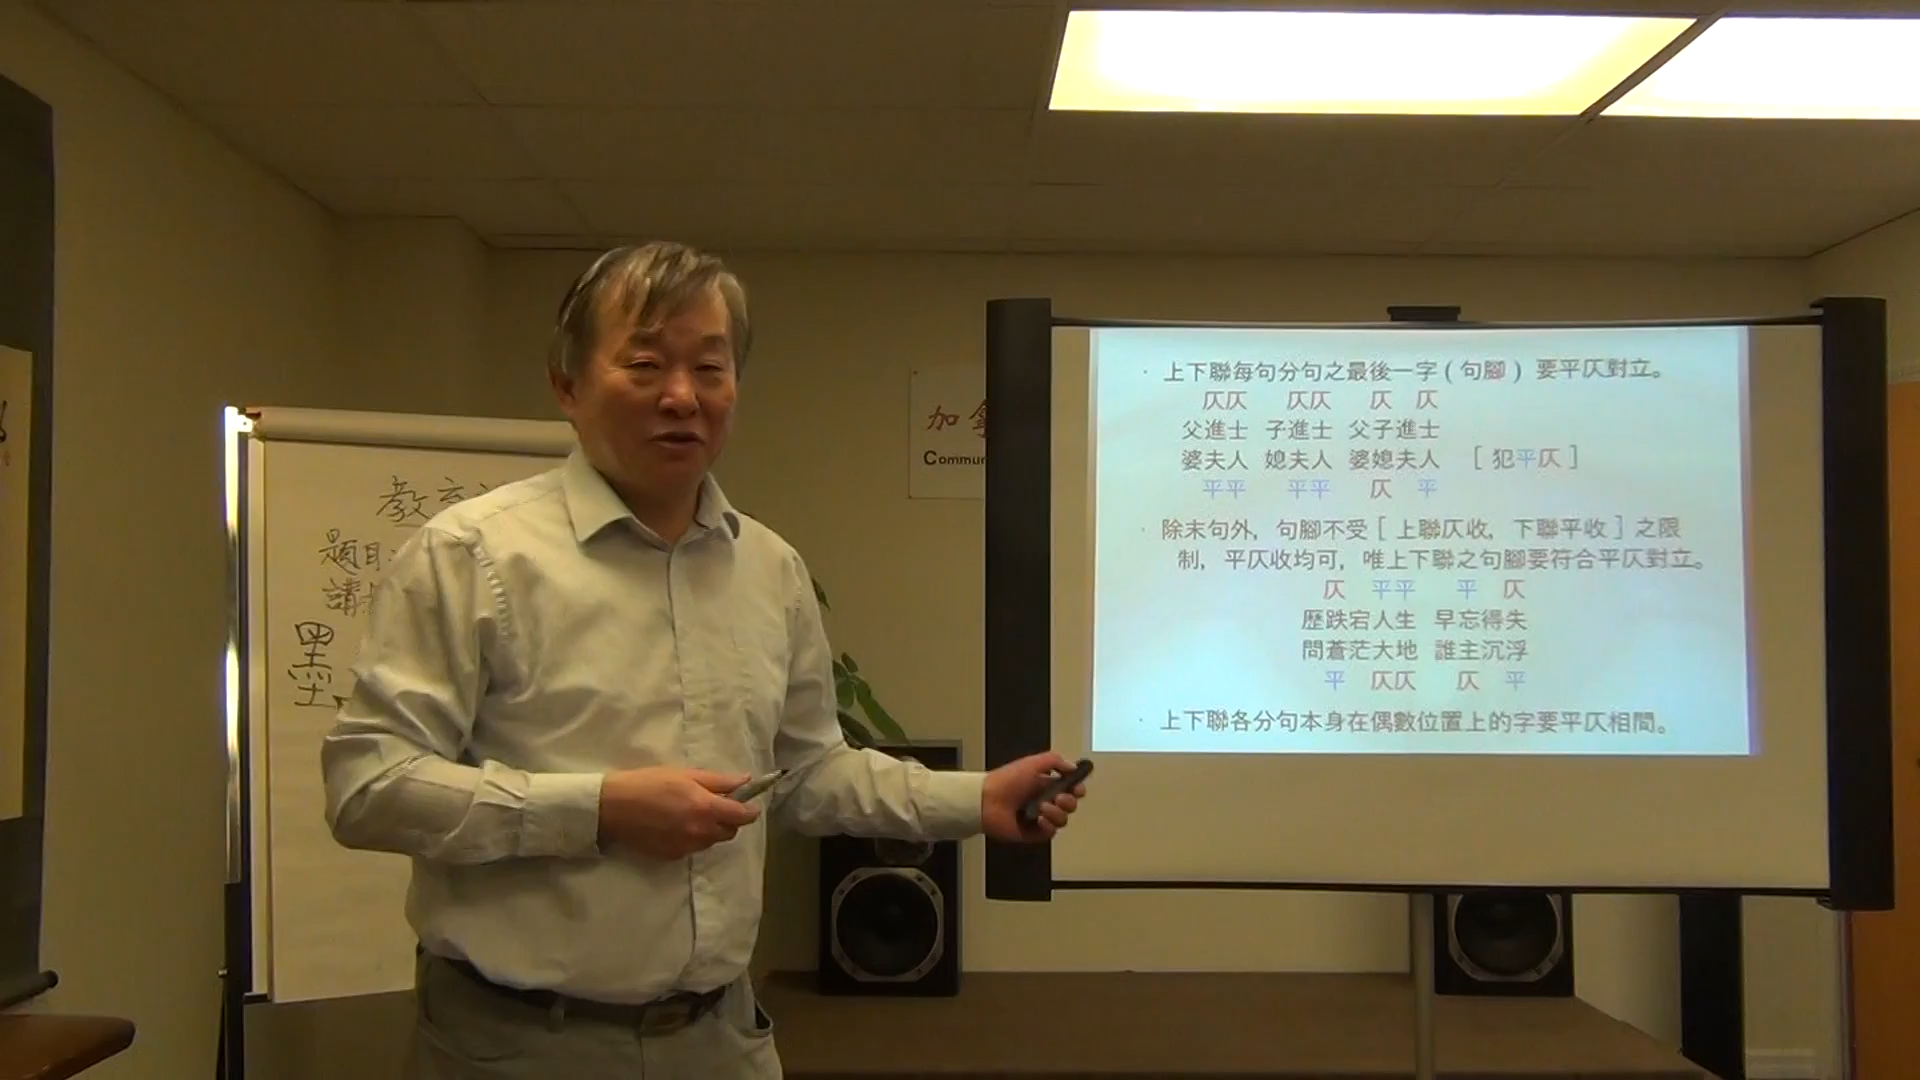 教育
題目
講
墨
加拿
Commun
· 上下聯每句分句之最後一字(句腳) 要平仄對立。
仄仄 仄仄 仄 仄
父進士 子進士 父子進士
婆夫人 媳夫人 婆媳夫人 [犯平仄]
平平 平平 仄 平
· 除末句外，句腳不受[上聯仄收，下聯平收]之限
制，平仄收均可，唯上下聯之句腳要符合平仄對立。
仄 平平 平 仄
歷跌宕人生 早忘得失
問蒼茫大地 誰主沉浮
平 仄仄 仄 平
· 上下聯各分句本身在偶數位置上的字要平仄相間。